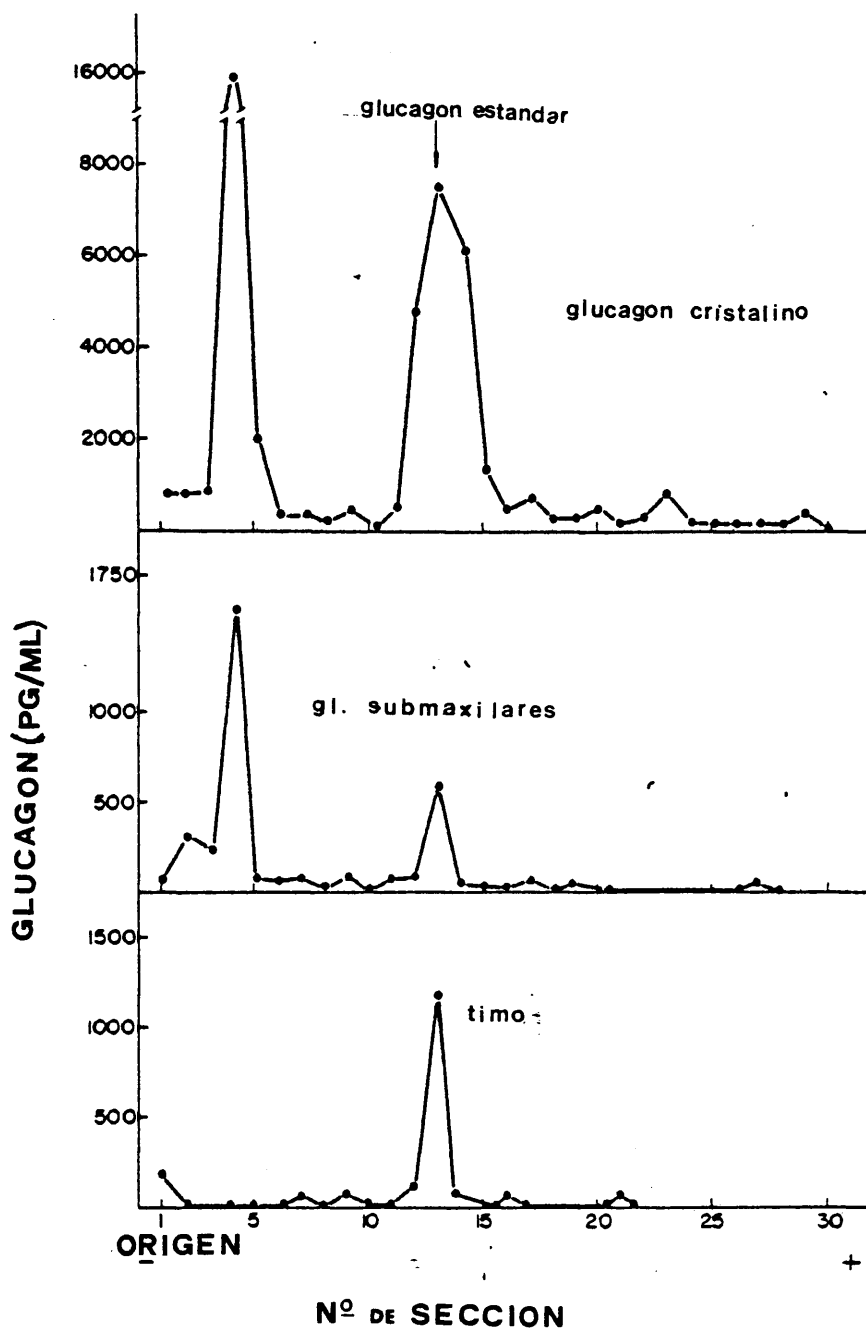 16000
glucagon estandar
8000
6000
glucagon cristalino
4000
2000
1750
gl. submaxilares
1000
500
GLUCAGON (PG/ML)
1500
timo
1000
500
1 5 10 15 20 25 30
ORIGEN
- +
Nº DE SECCION